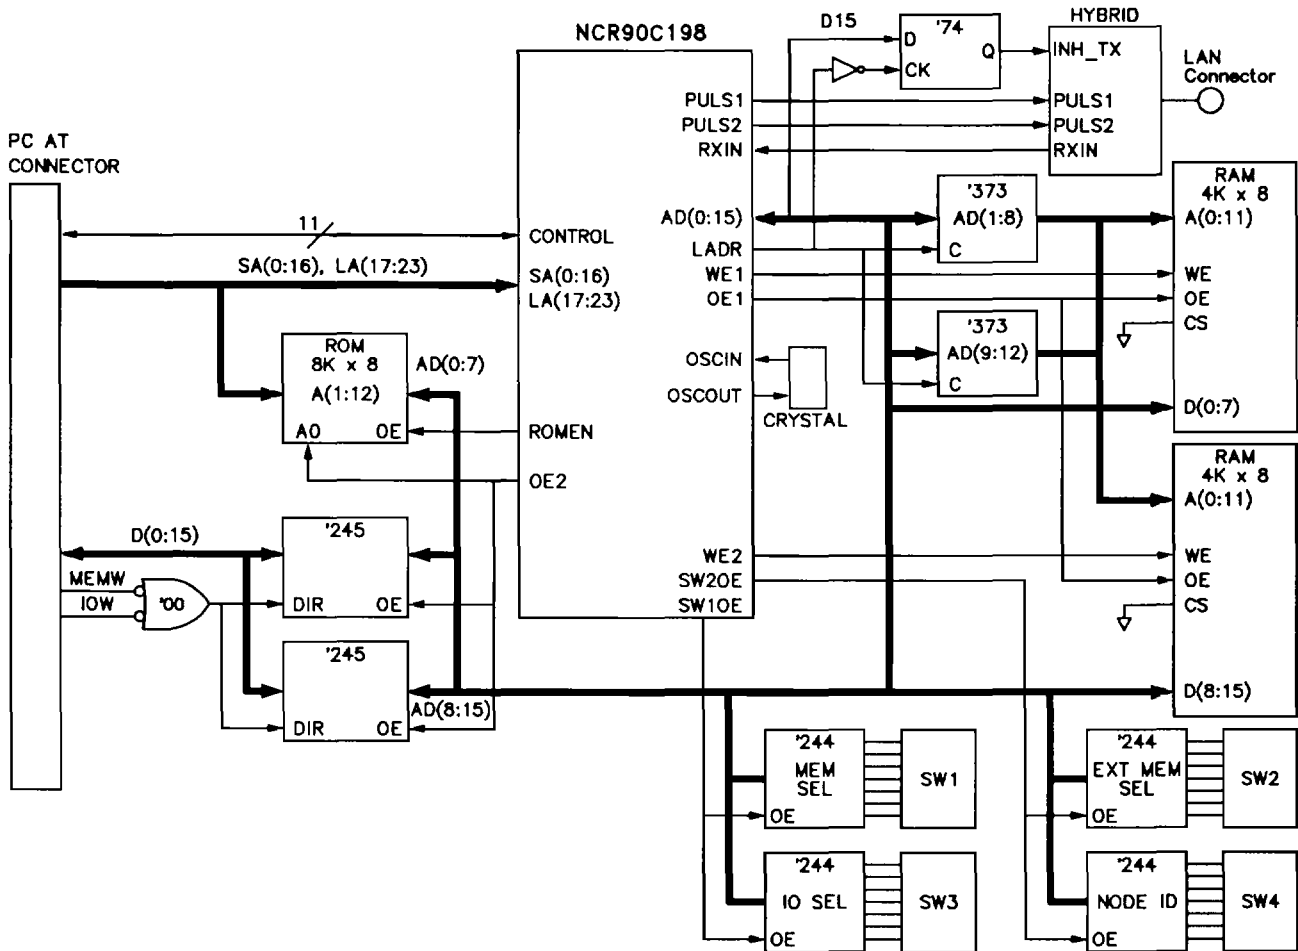 NCR90C198
D15
'74
D
Q
CK
HYBRID
INH_TX
PULS1
PULS2
RXIN
LAN
Connector
PULS1
PULS2
RXIN
PC AT
CONNECTOR
11
CONTROL
SA(0:16), LA(17:23)
SA(0:16)
LA(17:23)
AD(0:15)
LADR
WE1
OE1
'373
AD(1:8)
C
'373
AD(9:12)
C
RAM
4K x 8
A(0:11)
WE
OE
CS
D(0:7)
ROM
8K x 8
A(1:12)
A0
OE
AD(0:7)
ROMEN
OE2
OSCIN
OSCOUT
CRYSTAL
RAM
4K x 8
A(0:11)
WE
OE
CS
D(8:15)
D(0:15)
MEMW
IOW
'00
'245
DIR
OE
'245
DIR
OE
AD(8:15)
WE2
SW2OE
SW1OE
'244
MEM
SEL
OE
SW1
'244
EXT MEM
SEL
OE
SW2
'244
IO SEL
OE
SW3
'244
NODE ID
OE
SW4